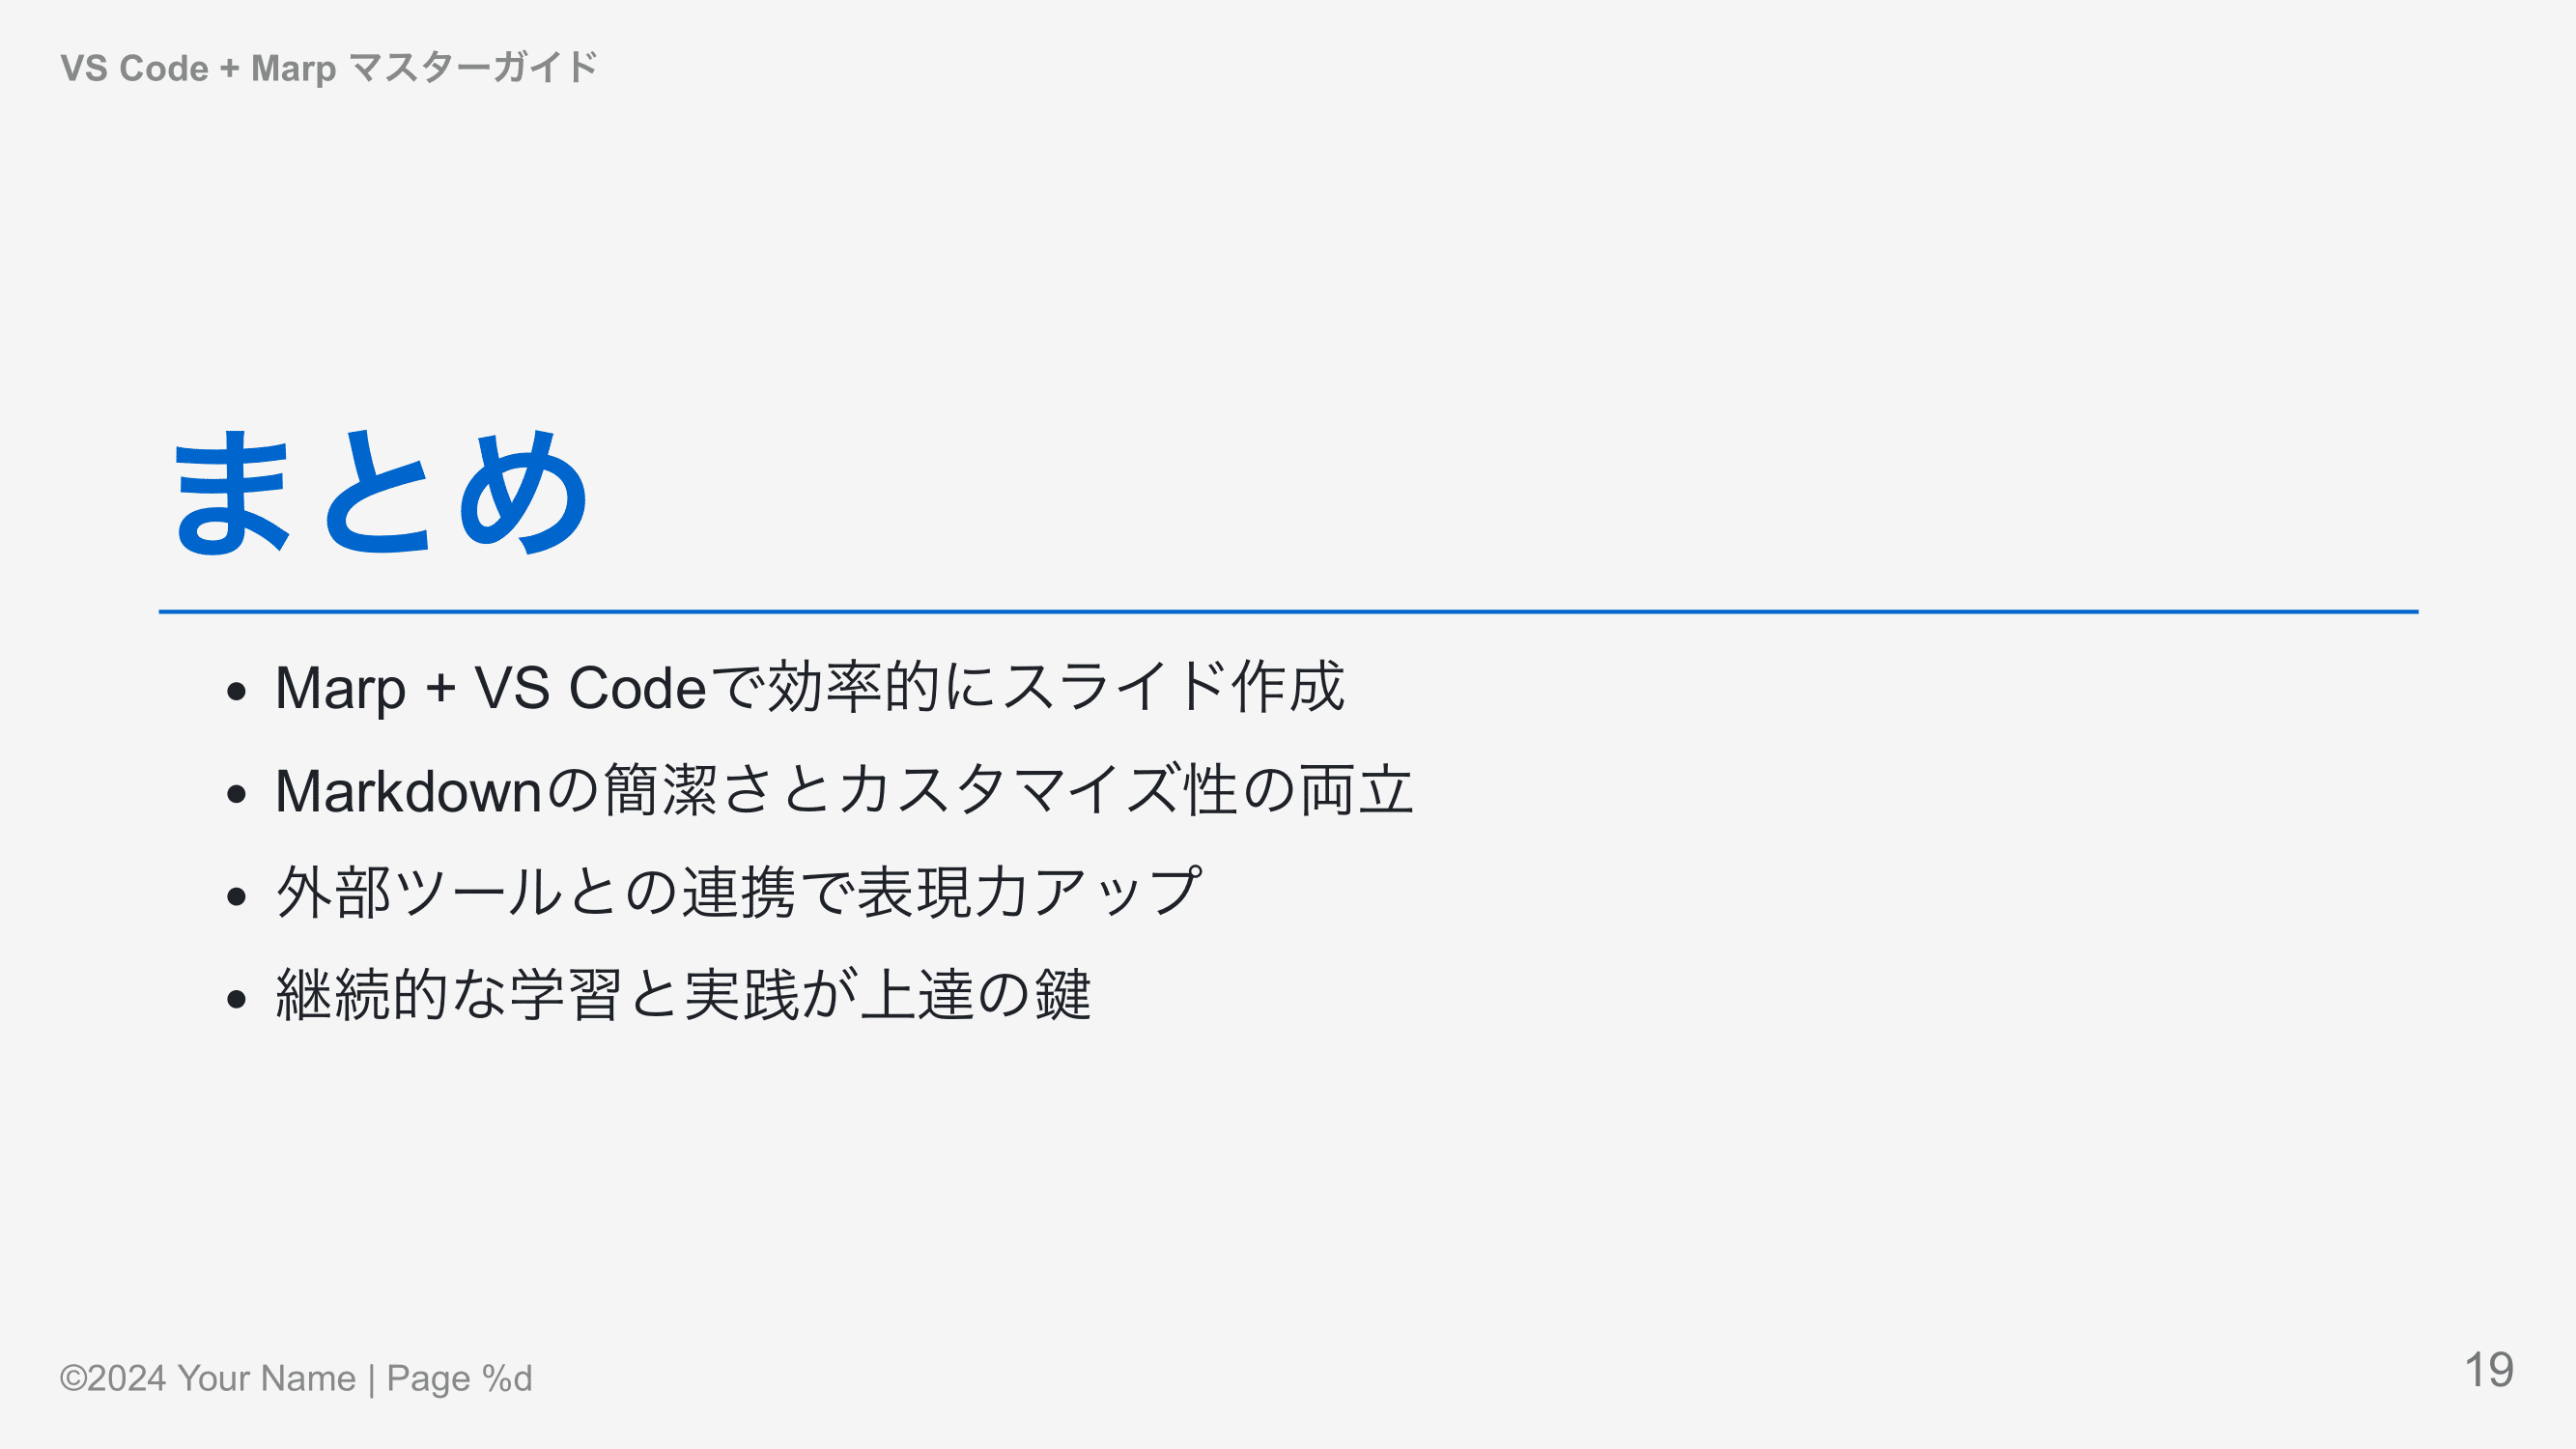 VS Code + Marp マスターガイド
まとめ
• Marp + VS Codeで効率的にスライド作成
• Markdownの簡潔さとカスタマイズ性の両立
• 外部ツールとの連携で表現力アップ
• 継続的な学習と実践が上達の鍵
©2024 Your Name | Page %d
19